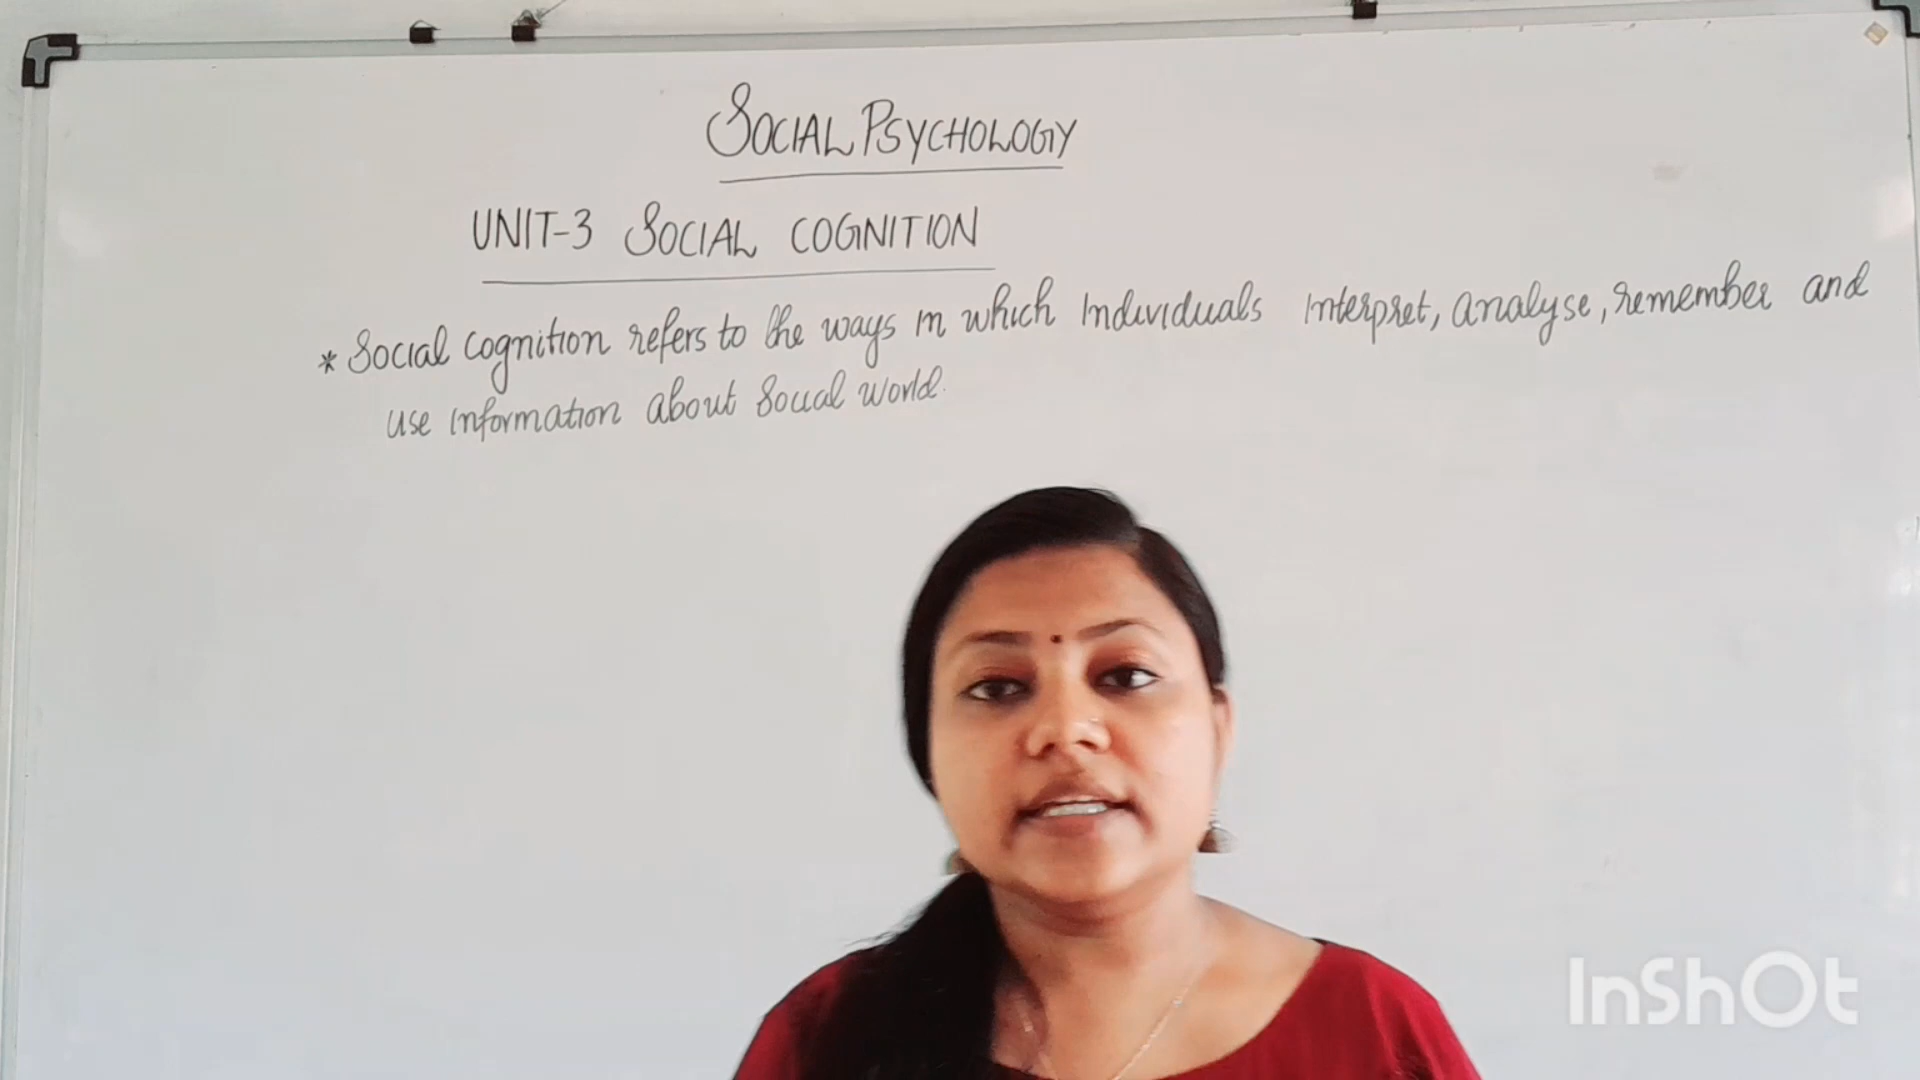 SOCIAL PSYCHOLOGY
UNIT-3 SOCIAL COGNITION
* Social cognition refers to the ways in which individuals interpret, analyse, remember and
use information about social world.
InShOt